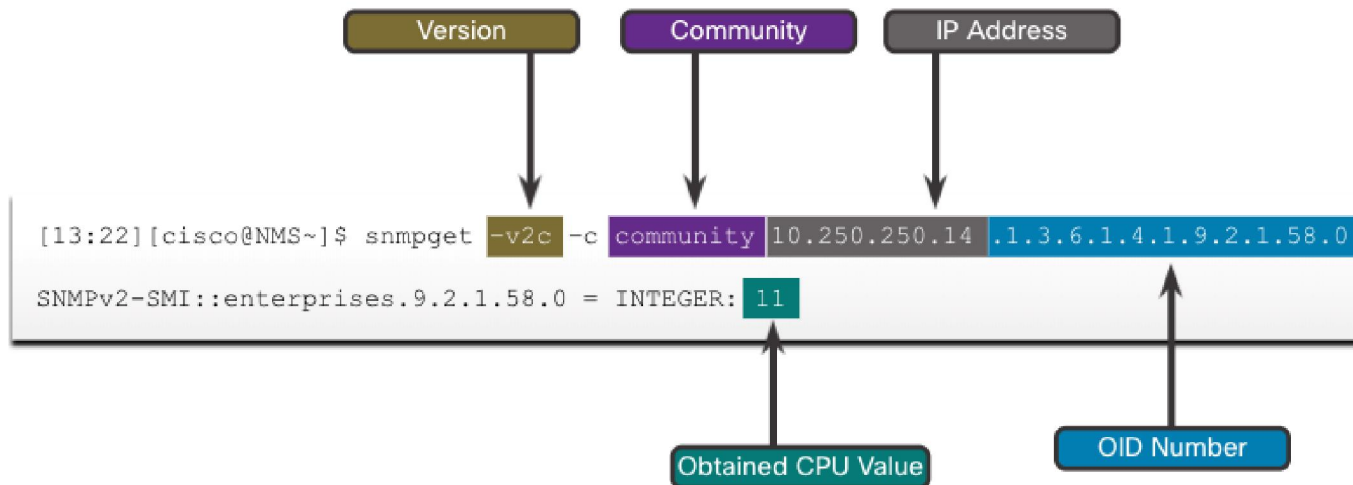 Version Community IP Address
[13:22][cisco@NMS~]$ snmpget -v2c -c community 10.250.250.14 .1.3.6.1.4.1.9.2.1.58.0
SNMPv2-SMI::enterprises.9.2.1.58.0 = INTEGER: 11
Obtained CPU Value OID Number